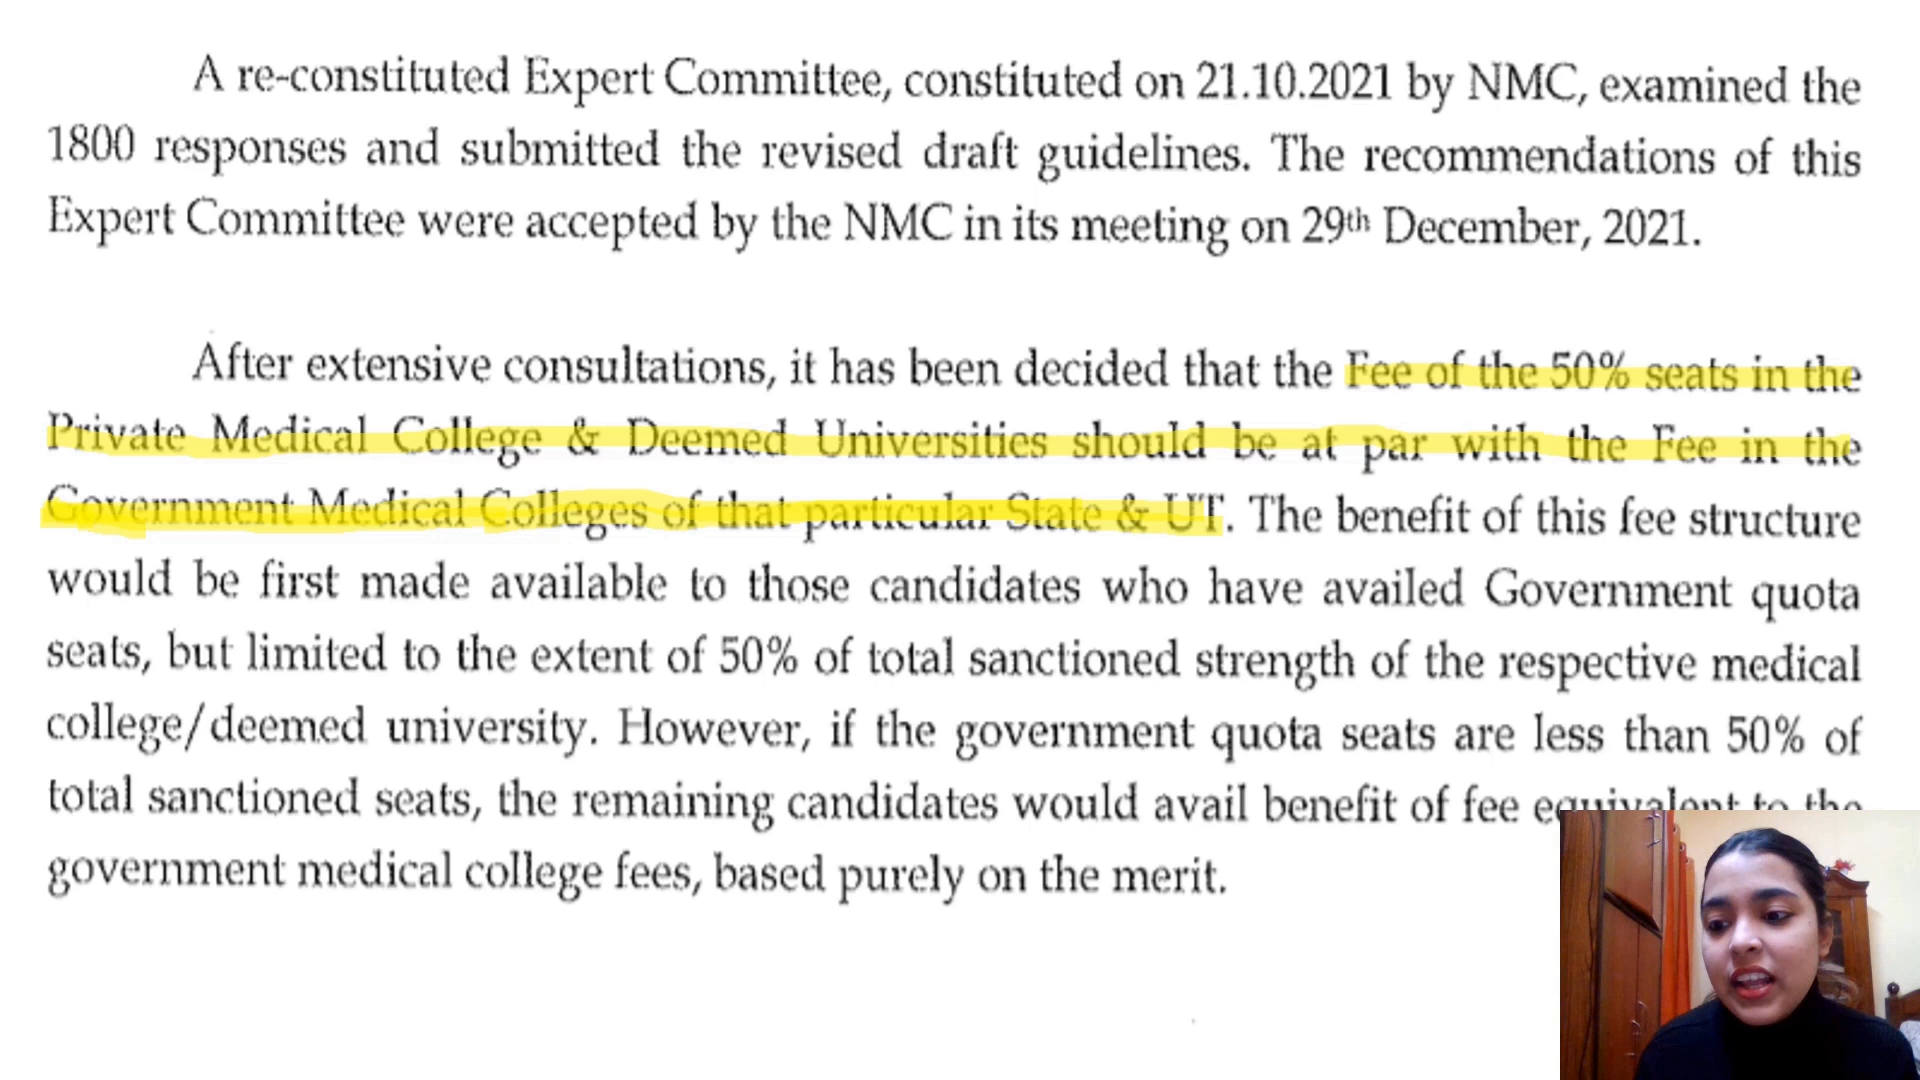 A re-constituted Expert Committee, constituted on 21.10.2021 by NMC, examined the
1800 responses and submitted the revised draft guidelines. The recommendations of this
Expert Committee were accepted by the NMC in its meeting on 29th December, 2021.
After extensive consultations, it has been decided that the Fee of the 50% seats in the
Private Medical College & Deemed Universities should be at par with the Fee in the
Government Medical Colleges of that particular State & UT. The benefit of this fee structure
would be first made available to those candidates who have availed Government quota
seats, but limited to the extent of 50% of total sanctioned strength of the respective medical
college/deemed university. However, if the government quota seats are less than 50% of
total sanctioned seats, the remaining candidates would avail benefit of fee equivalent to the
government medical college fees, based purely on the merit.